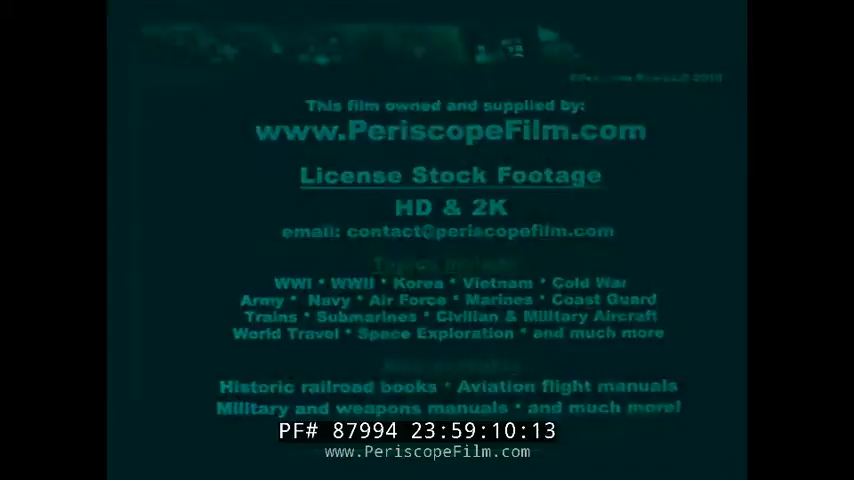 This film owned and supplied by:
www.PeriscopeFilm.com
License Stock Footage
HD & 2K
email: contact@periscopefilm.com
WWI * WWII * Korea * Vietnam * Cold War
Army * Navy * Air Force * Marines * Coast Guard
Trains * Submarines * Civilian & Military Aircraft
World Travel * Space Exploration * and much more
Historic railroad books * Aviation flight manuals
Military and weapons manuals * and much more!
PF# 87994 23:59:10:13
www.PeriscopeFilm.com